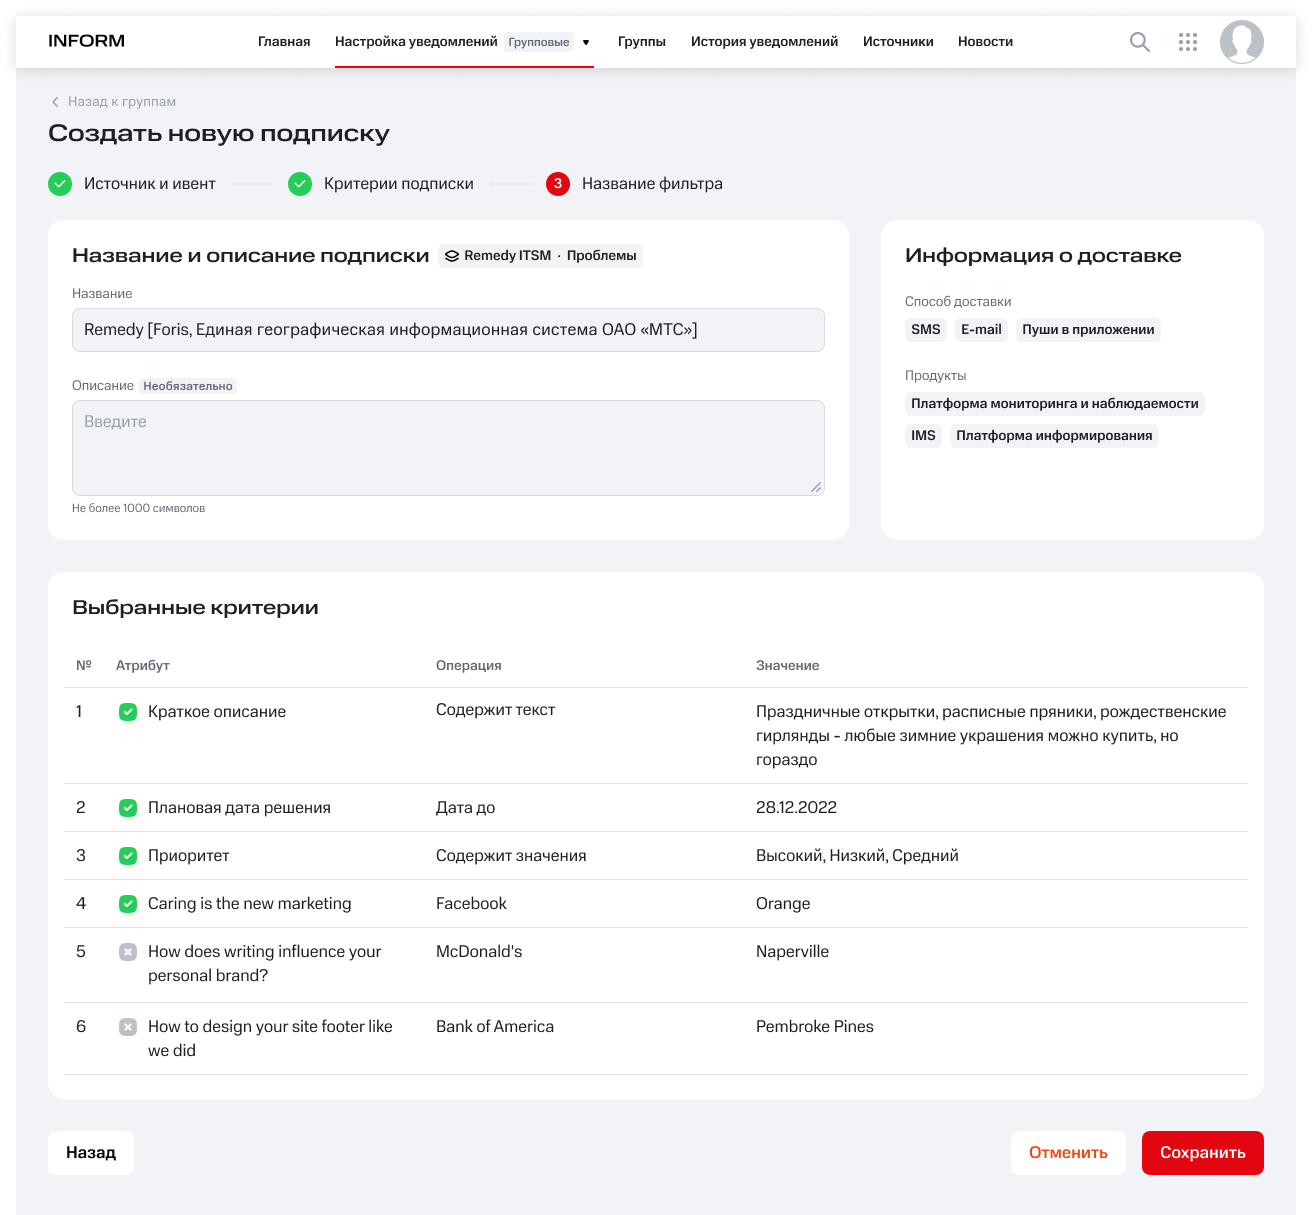 INFORM
Главная
Настройка уведомлений Групповые
Группы
История уведомлений
Источники
Новости
Назад к группам
Создать новую подписку
Источник и ивент
Критерии подписки
3 Название фильтра
Название и описание подписки Remedy ITSM · Проблемы
Название
Remedy [Foris, Единая географическая информационная система ОАО «МТС»]
Описание Необязательно
Введите
Не более 1000 символов
Информация о доставке
Способ доставки
SMS E-mail Пуши в приложении
Продукты
Платформа мониторинга и наблюдаемости
IMS Платформа информирования
Выбранные критерии
№ Атрибут Операция Значение
1 Краткое описание Содержит текст Праздничные открытки, расписные пряники, рождественские
гирлянды - любые зимние украшения можно купить, но
гораздо
2 Плановая дата решения Дата до 28.12.2022
3 Приоритет Содержит значения Высокий, Низкий, Средний
4 Caring is the new marketing Facebook Orange
5 How does writing influence your McDonald's Naperville
personal brand?
6 How to design your site footer like Bank of America Pembroke Pines
we did
Назад
Отменить
Сохранить